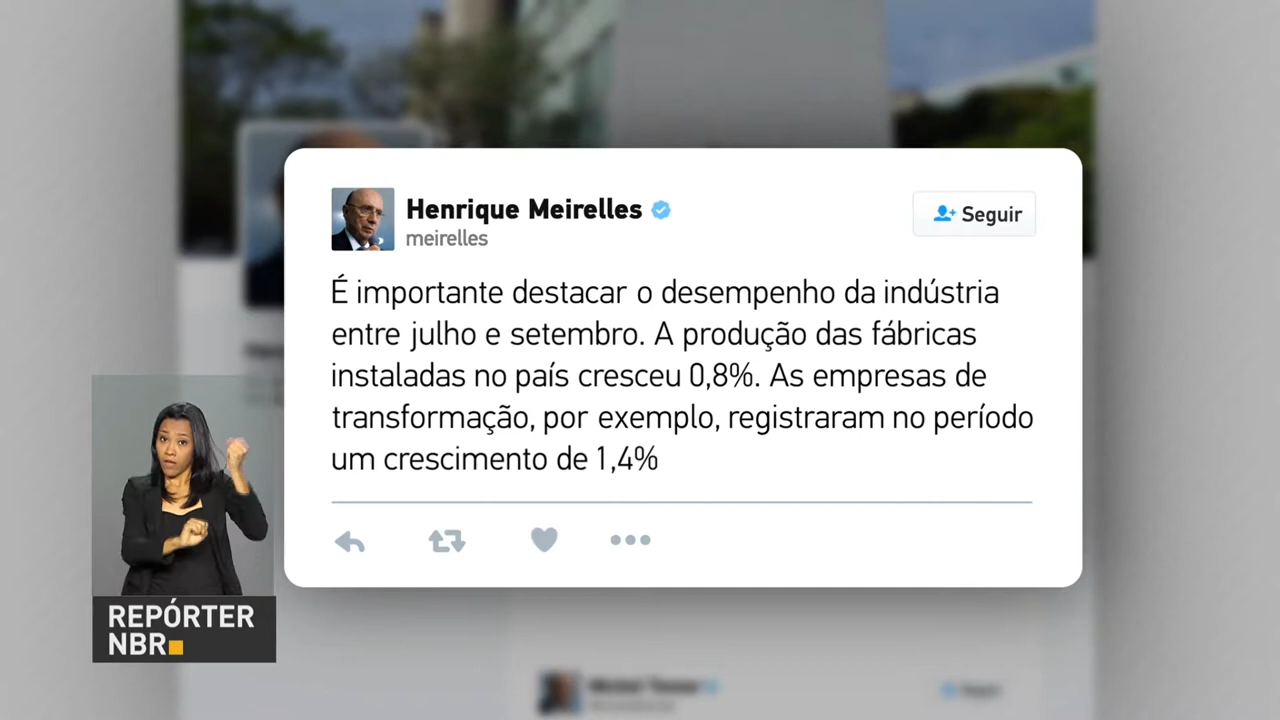 Henrique Meirelles
meirelles
Seguir
É importante destacar o desempenho da indústria
entre julho e setembro. A produção das fábricas
instaladas no país cresceu 0,8%. As empresas de
transformação, por exemplo, registraram no período
um crescimento de 1,4%
REPÓRTER
NBR